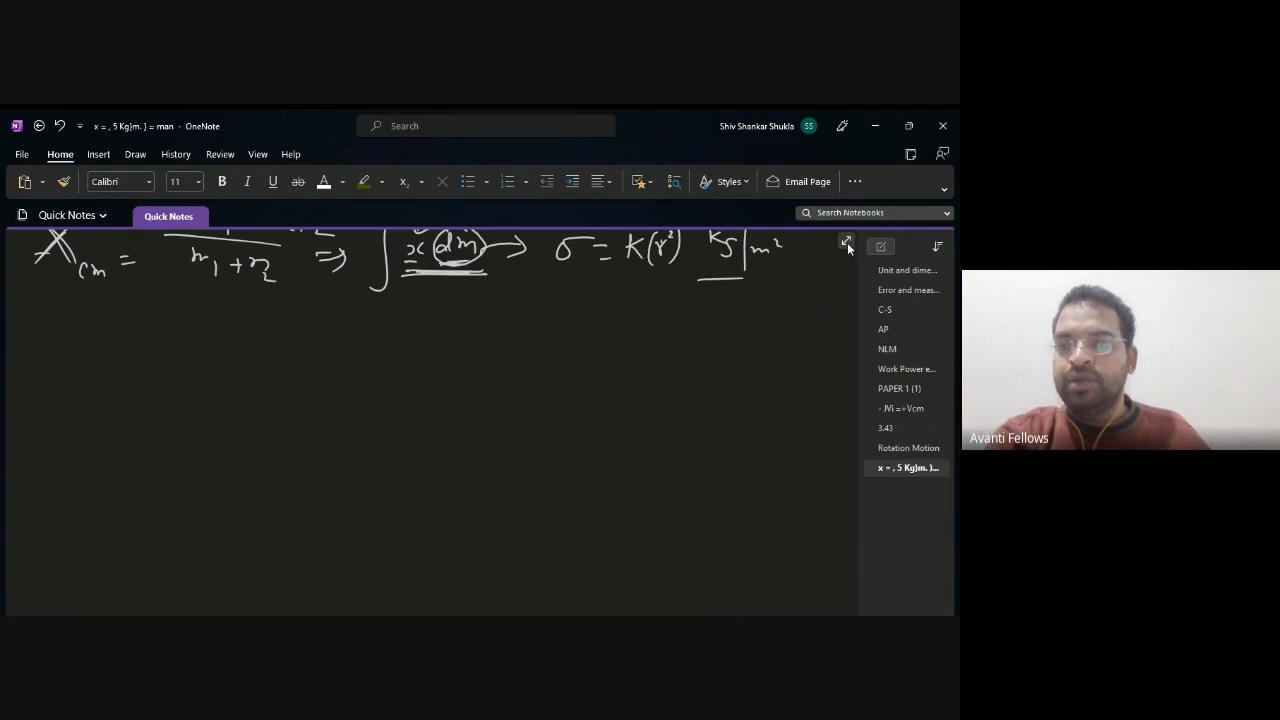 x = , 5 Kg)m. ) = man - OneNote
Search
Shiv Shankar Shukla SS
File Home Insert Draw History Review View Help
Calibri 11 B I U ab A x₂ Styles Email Page
Quick Notes Quick Notes Search Notebooks
X cm = m₁ + m₂ ⇒ ∫ x (dm) → σ = K(r²) Kg|m²
Unit and dime...
Error and meas...
C-S
AP
NLM
Work Power e...
PAPER 1 (1)
- JVi =+Vcm
3.43
Rotation Motion
x = , 5 Kg)m. )...
Avanti Fellows